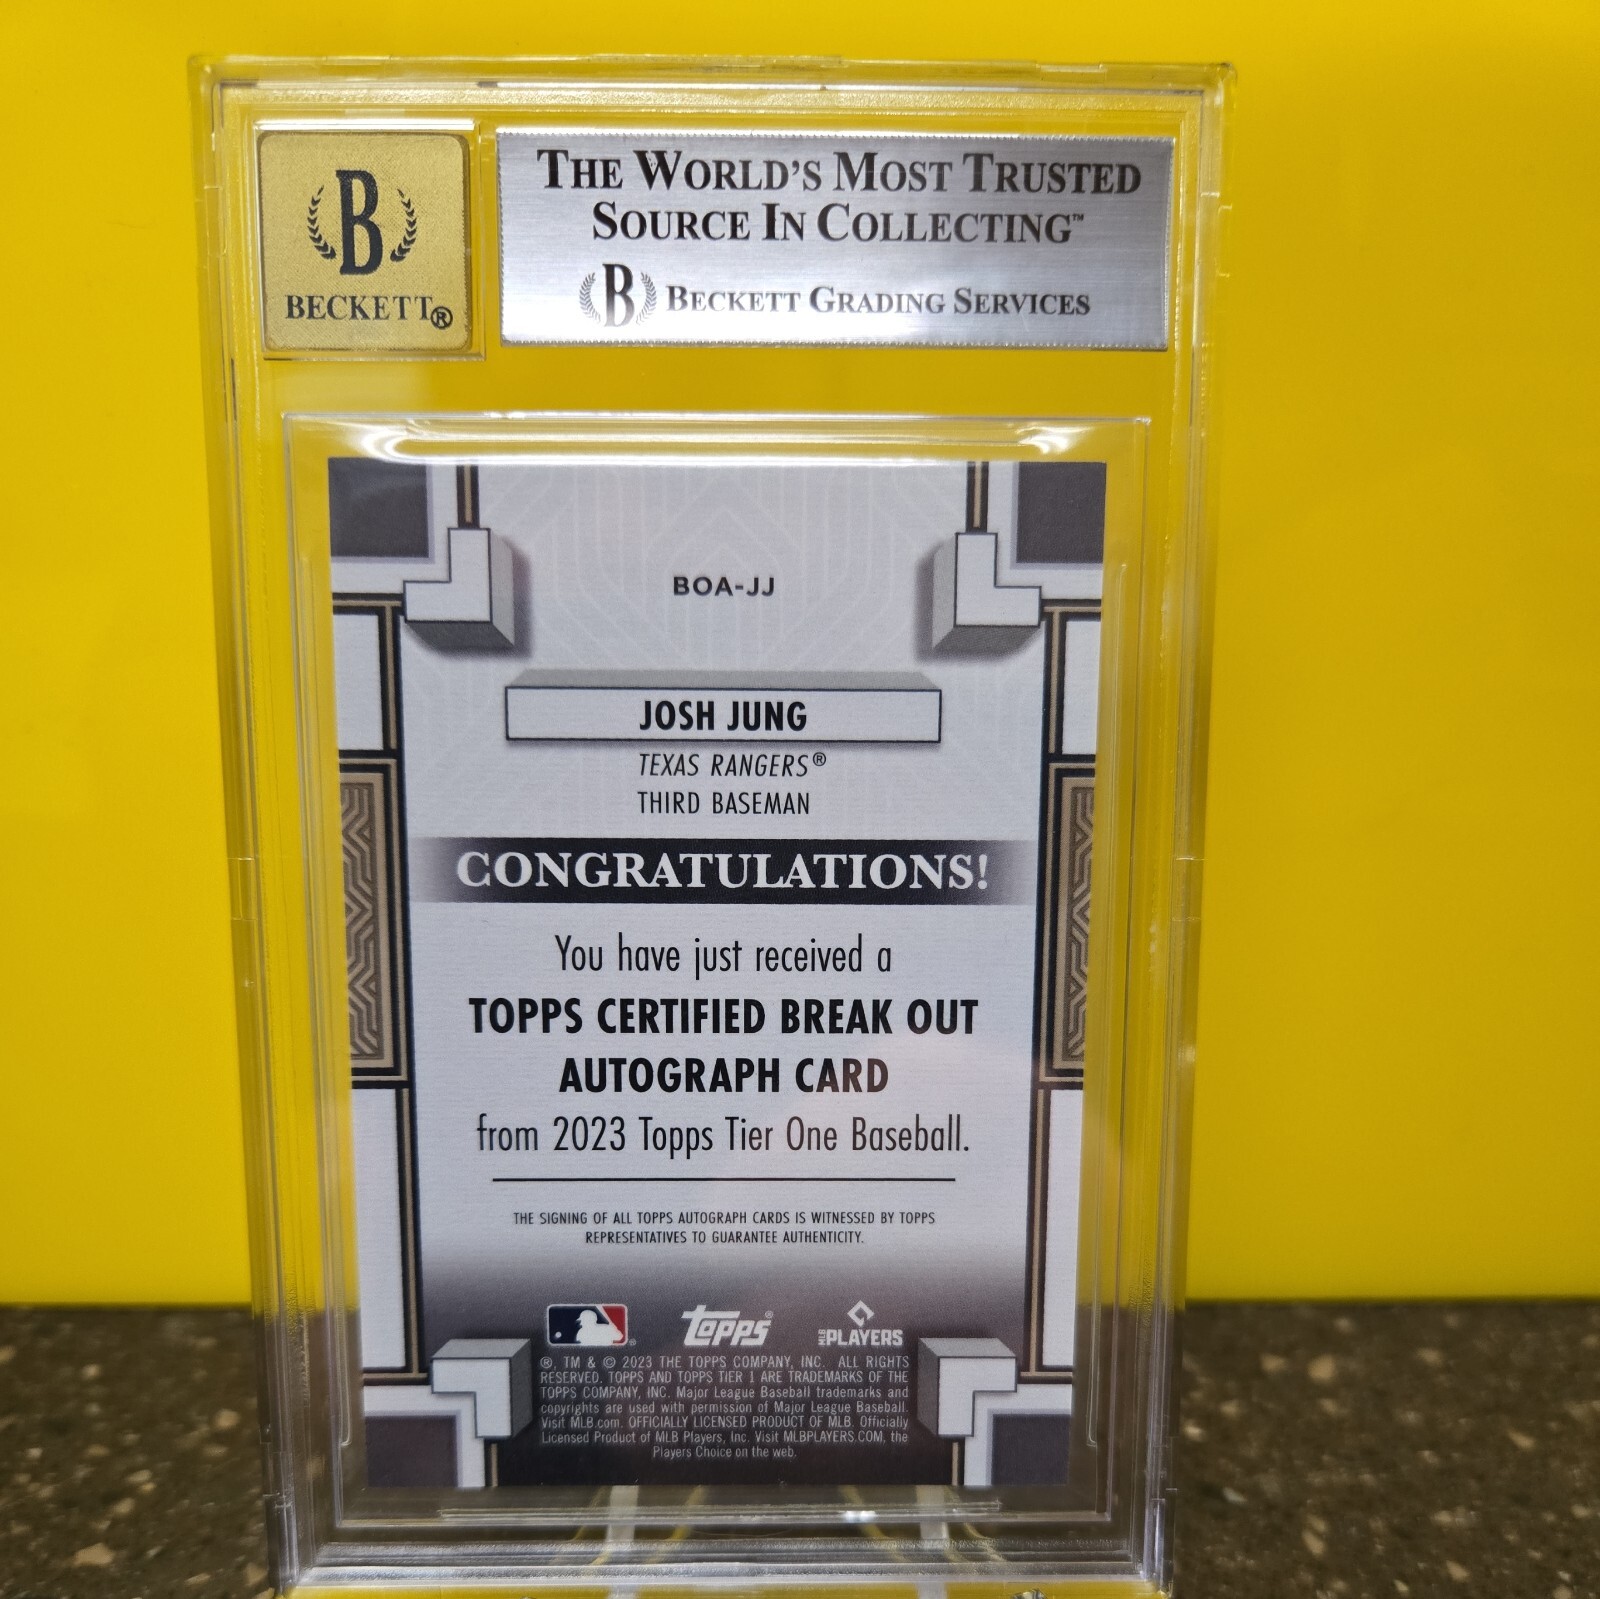 B
BECKETT®
THE WORLD'S MOST TRUSTED
SOURCE IN COLLECTING™
B BECKETT GRADING SERVICES
BOA-JJ
JOSH JUNG
TEXAS RANGERS®
THIRD BASEMAN
CONGRATULATIONS!
You have just received a
TOPPS CERTIFIED BREAK OUT
AUTOGRAPH CARD
from 2023 Topps Tier One Baseball.
THE SIGNING OF ALL TOPPS AUTOGRAPH CARDS IS WITNESSED BY TOPPS
REPRESENTATIVES TO GUARANTEE AUTHENTICITY.
topps®
MLB PLAYERS
®, TM & © 2023 THE TOPPS COMPANY, INC. ALL RIGHTS
RESERVED. TOPPS AND TOPPS TIER 1 ARE TRADEMARKS OF THE
TOPPS COMPANY, INC. Major League Baseball trademarks and
copyrights are used with permission of Major League Baseball.
Visit MLB.com. OFFICIALLY LICENSED PRODUCT OF MLB. Officially
Licensed Product of MLB Players, Inc. Visit MLBPLAYERS.COM, the
Players Choice on the web.